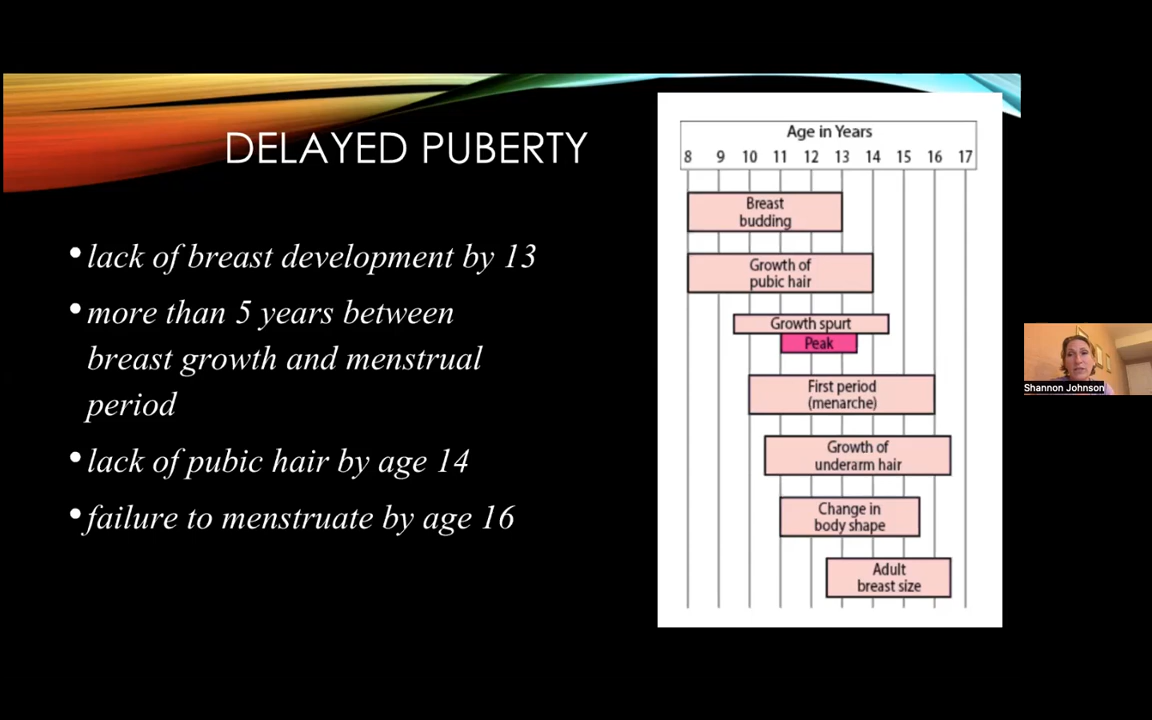 DELAYED PUBERTY
•lack of breast development by 13
•more than 5 years between
breast growth and menstrual
period
•lack of pubic hair by age 14
•failure to menstruate by age 16
Age in Years
8 9 10 11 12 13 14 15 16 17
Breast
budding
Growth of
pubic hair
Growth spurt
Peak
First period
(menarche)
Growth of
underarm hair
Change in
body shape
Adult
breast size
Shannon Johnson